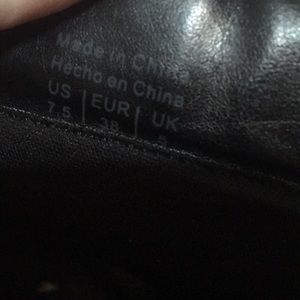 Made in China
Hecho en China
US | EUR | UK
7.5 | 38 |